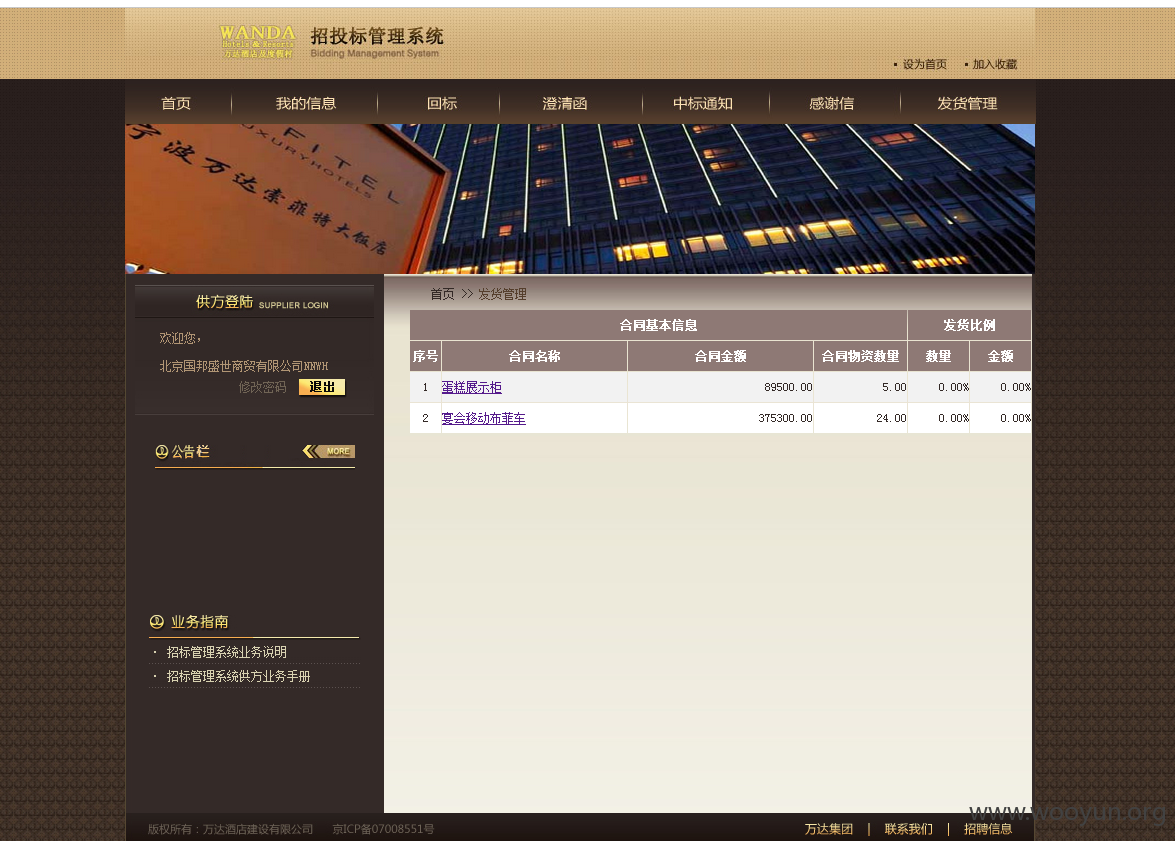 WANDA
Hotels & Resorts
万达酒店及度假村
招投标管理系统
Bidding Management System
设为首页
加入收藏
首页 我的信息 回标 澄清函 中标通知 感谢信 发货管理
宁波万达索菲特大饭店
LUXURY HOTELS
供方登陆 SUPPLIER LOGIN
欢迎您，
北京国邦盛世商贸有限公司NNWH
修改密码 退出
公告栏 MORE
业务指南
· 招标管理系统业务说明
· 招标管理系统供方业务手册
首页 >> 发货管理
合同基本信息 发货比例
序号 合同名称 合同金额 合同物资数量 数量 金额
1 蛋糕展示柜 89500.00 5.00 0.00% 0.00%
2 宴会移动布菲车 375300.00 24.00 0.00% 0.00%
版权所有：万达酒店建设有限公司 京ICP备07008551号
万达集团 | 联系我们 | 招聘信息
www.wooyun.org